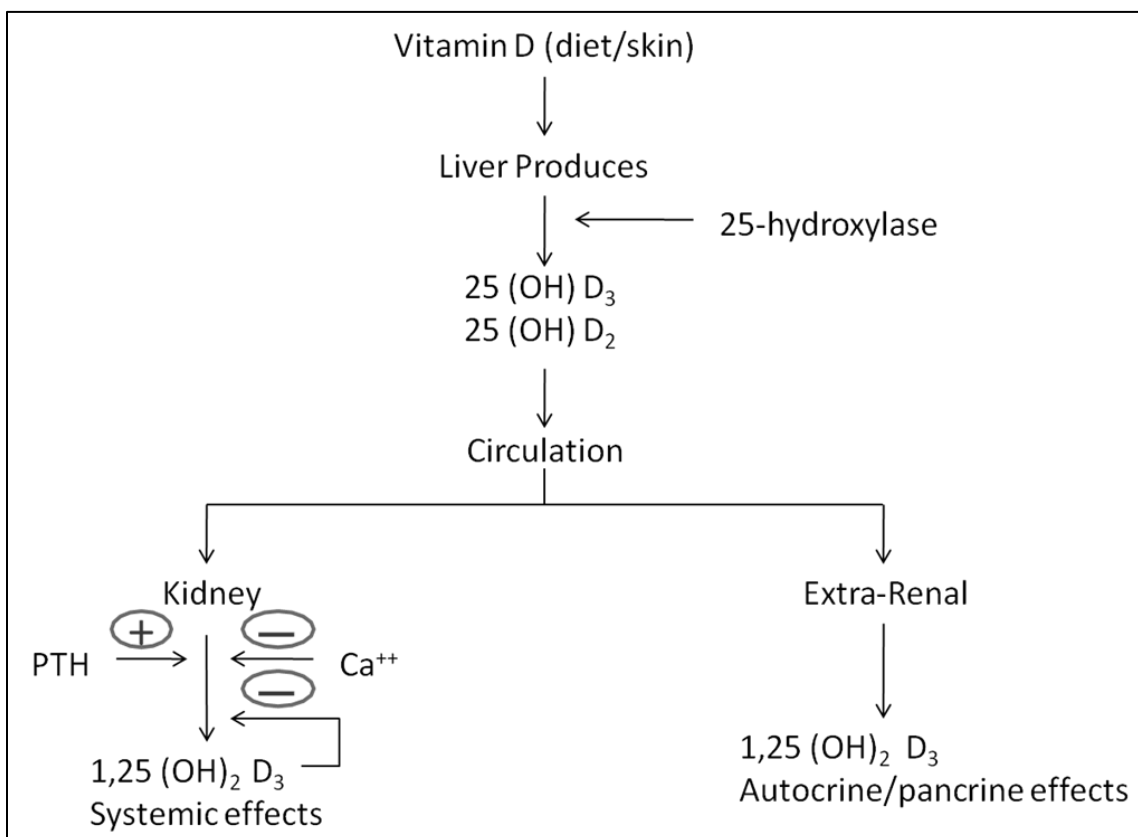 Vitamin D (diet/skin)
Liver Produces
25-hydroxylase
25 (OH) D₃
25 (OH) D₂
Circulation
Kidney
Extra-Renal
+
−
PTH
Ca⁺⁺
−
1,25 (OH)₂ D₃
Systemic effects
1,25 (OH)₂ D₃
Autocrine/pancrine effects